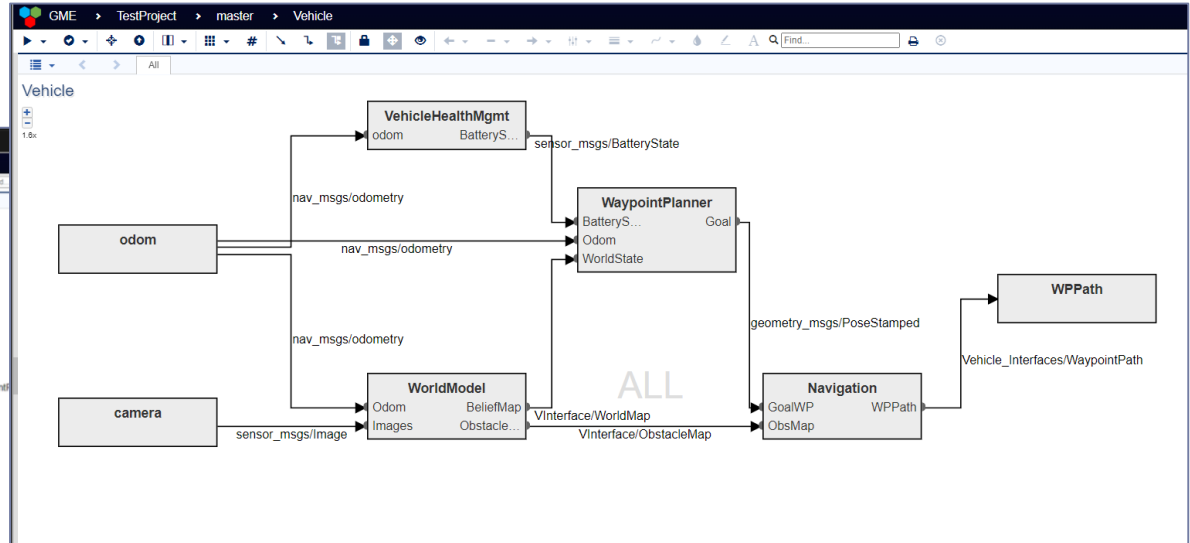 GME > TestProject > master > Vehicle
Find...
All
Vehicle
1.6x
VehicleHealthMgmt
odom BatteryS...
sensor_msgs/BatteryState
nav_msgs/odometry
WaypointPlanner
BatteryS... Goal
Odom
WorldState
odom
nav_msgs/odometry
WPPath
geometry_msgs/PoseStamped
nav_msgs/odometry
Vehicle_Interfaces/WaypointPath
ALL
WorldModel
Odom BeliefMap
Images Obstacle...
VInterface/WorldMap
VInterface/ObstacleMap
Navigation
GoalWP WPPath
ObsMap
camera
sensor_msgs/Image